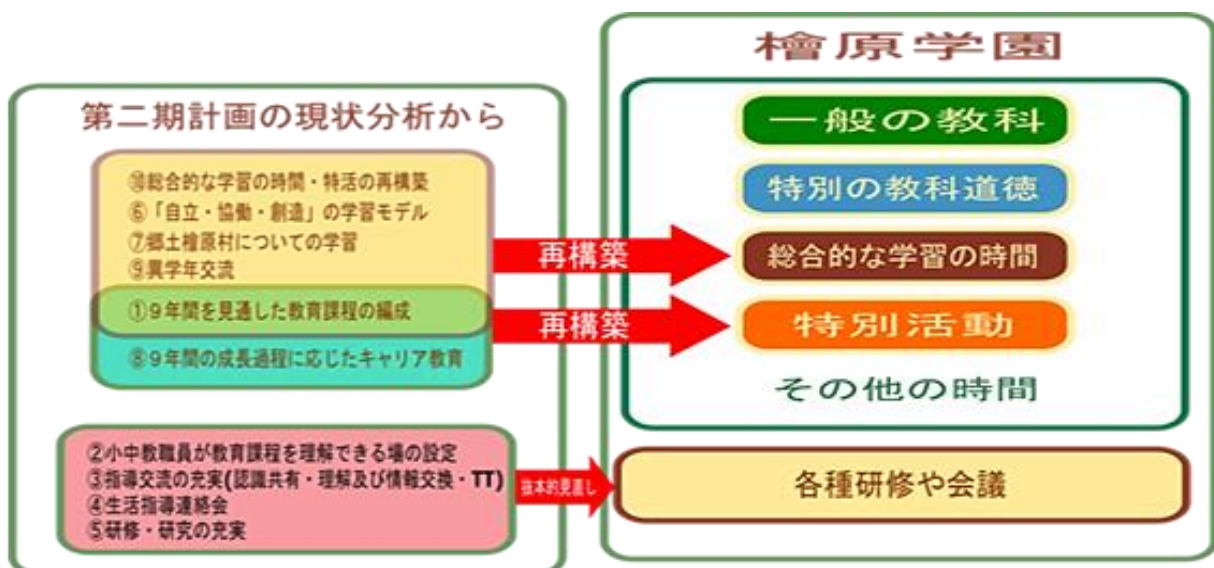 第二期計画の現状分析から
⑩総合的な学習の時間・特活の再構築
⑥「自立・協働・創造」の学習モデル
⑦郷土檜原村についての学習
⑨異学年交流
①9年間を見通した教育課程の編成
⑧9年間の成長過程に応じたキャリア教育
②小中教職員が教育課程を理解できる場の設定
③指導交流の充実(認識共有・理解及び情報交換・TT)
④生活指導連絡会
⑤研修・研究の充実
再構築
再構築
抜本的見直し
檜原学園
一般の教科
特別の教科道徳
総合的な学習の時間
特別活動
その他の時間
各種研修や会議